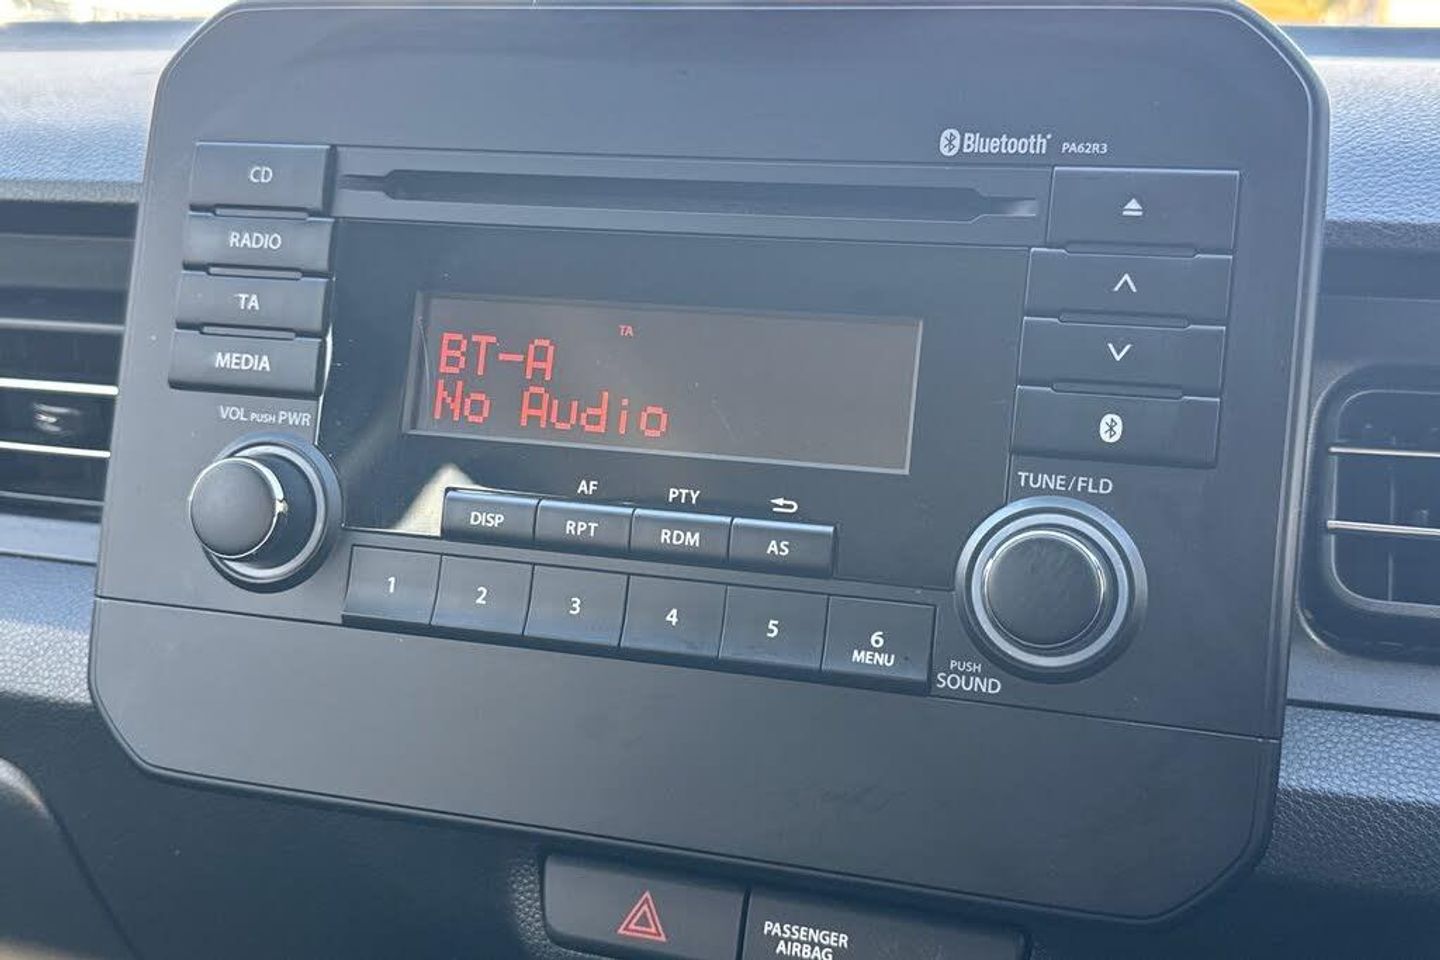 Bluetooth® PA62R3
CD
RADIO
TA
MEDIA
TA
BT-A
No Audio
VOL PUSH PWR
TUNE/FLD
AF PTY
DISP RPT RDM AS
1 2 3 4 5 6
MENU
PUSH
SOUND
PASSENGER
AIRBAG